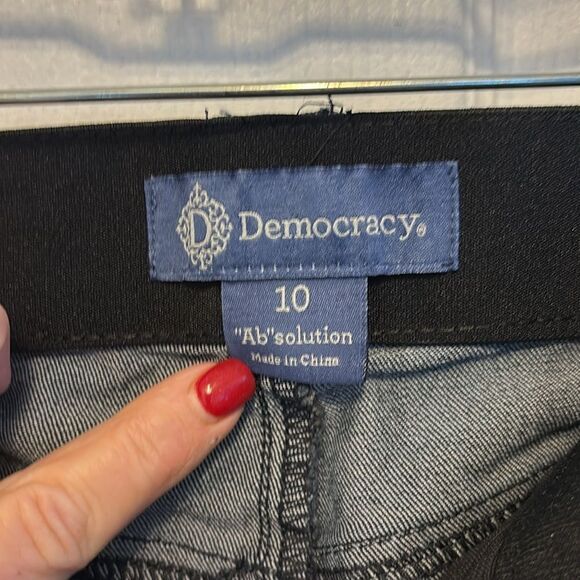 D Democracy®
10
"Ab"solution
Made in China